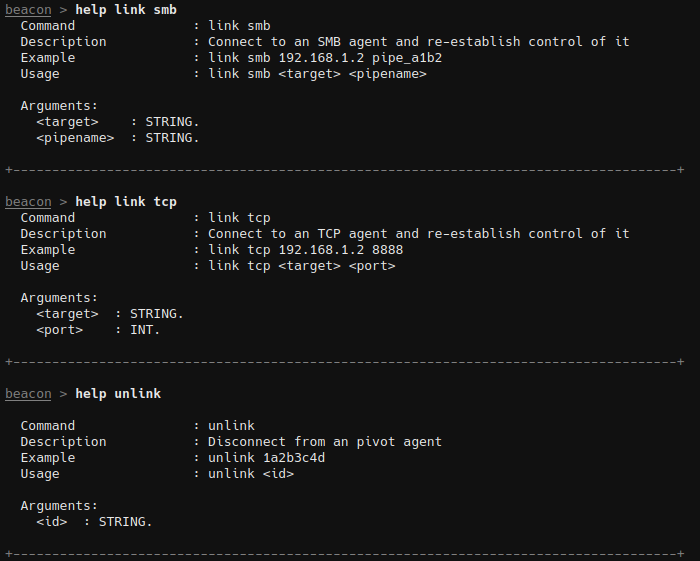 beacon > help link smb
Command : link smb
Description : Connect to an SMB agent and re-establish control of it
Example : link smb 192.168.1.2 pipe_a1b2
Usage : link smb <target> <pipename>
Arguments:
<target> : STRING.
<pipename> : STRING.
+-------------------------------------------------------------------------------------+
beacon > help link tcp
Command : link tcp
Description : Connect to an TCP agent and re-establish control of it
Example : link tcp 192.168.1.2 8888
Usage : link tcp <target> <port>
Arguments:
<target> : STRING.
<port> : INT.
+-------------------------------------------------------------------------------------+
beacon > help unlink
Command : unlink
Description : Disconnect from an pivot agent
Example : unlink 1a2b3c4d
Usage : unlink <id>
Arguments:
<id> : STRING.
+-------------------------------------------------------------------------------------+